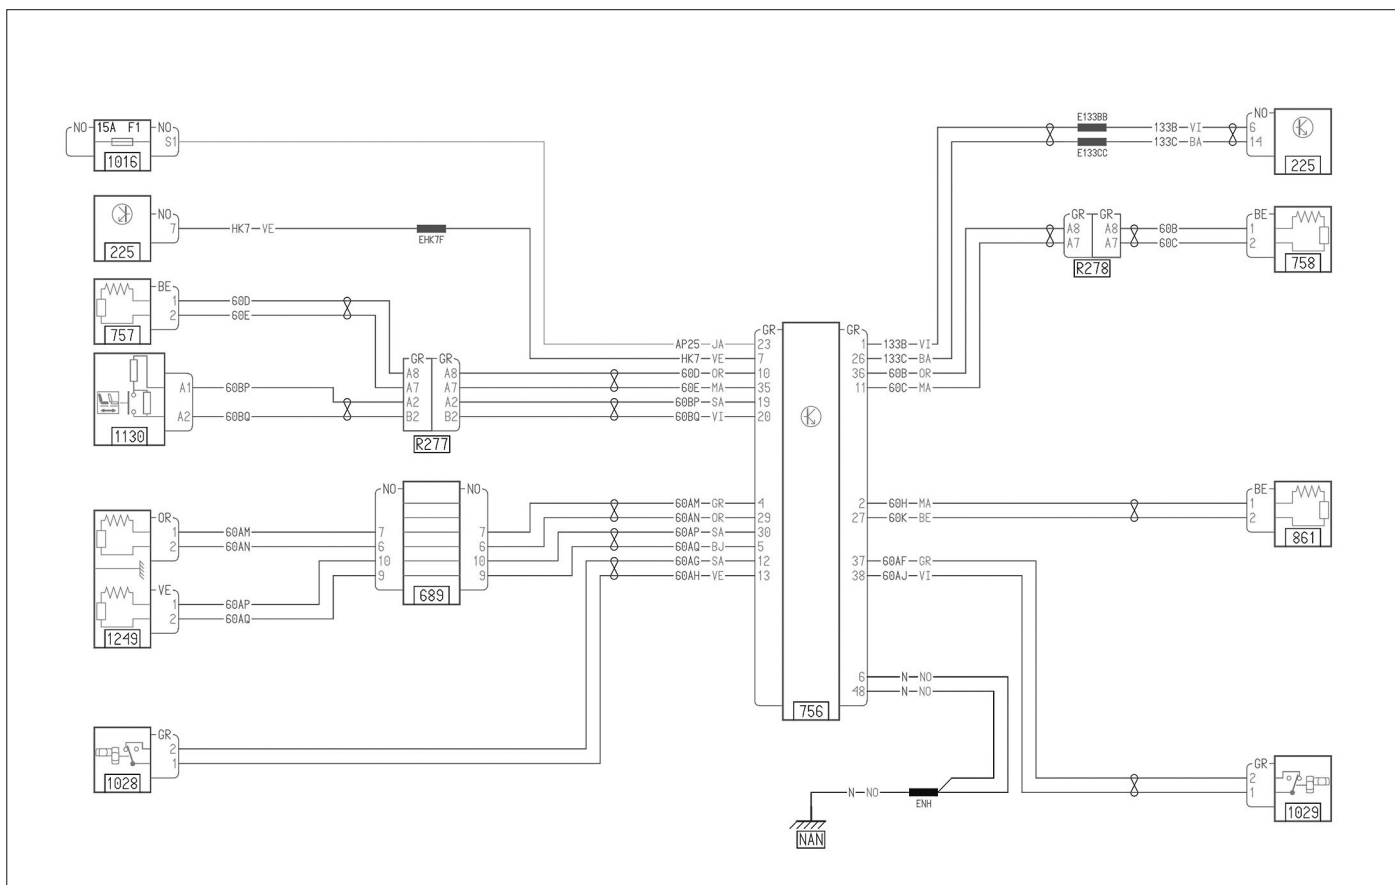 NO 15A F1 NO
S1
1016
NO
7
225
HK7 VE
EHK7F
BE
1 60D
2 60E
757
A1 60BP
A2 60BQ
1130
GR GR
A8 A8
A7 A7
A2 A2
B2 B2
R277
OR
1 60AM
2 60AN
VE
1 60AP
2 60AQ
1249
NO NO
7 7
6 6
10 10
9 9
689
GR
2
1
1028
GR GR
AP25 JA 23
HK7 VE 7
60D OR 10
60E MA 35
60BP SA 19
60BQ VI 20
60AM GR 4
60AN OR 29
60AP SA 30
60AQ BJ 5
60AG SA 12
60AH VE 13
1 133B VI
26 133C BA
36 60B OR
11 60C MA
2 60H MA
27 60K BE
37 60AF GR
38 60AJ VI
6 N NO
48 N NO
756
N NO
ENH
NAN
E133BB
E133CC
133B VI 6
133C BA 14
NO
225
GR GR
A8 A8
A7 A7
R278
60B 1
60C 2
BE
758
BE
1
2
861
GR
2
1
1029